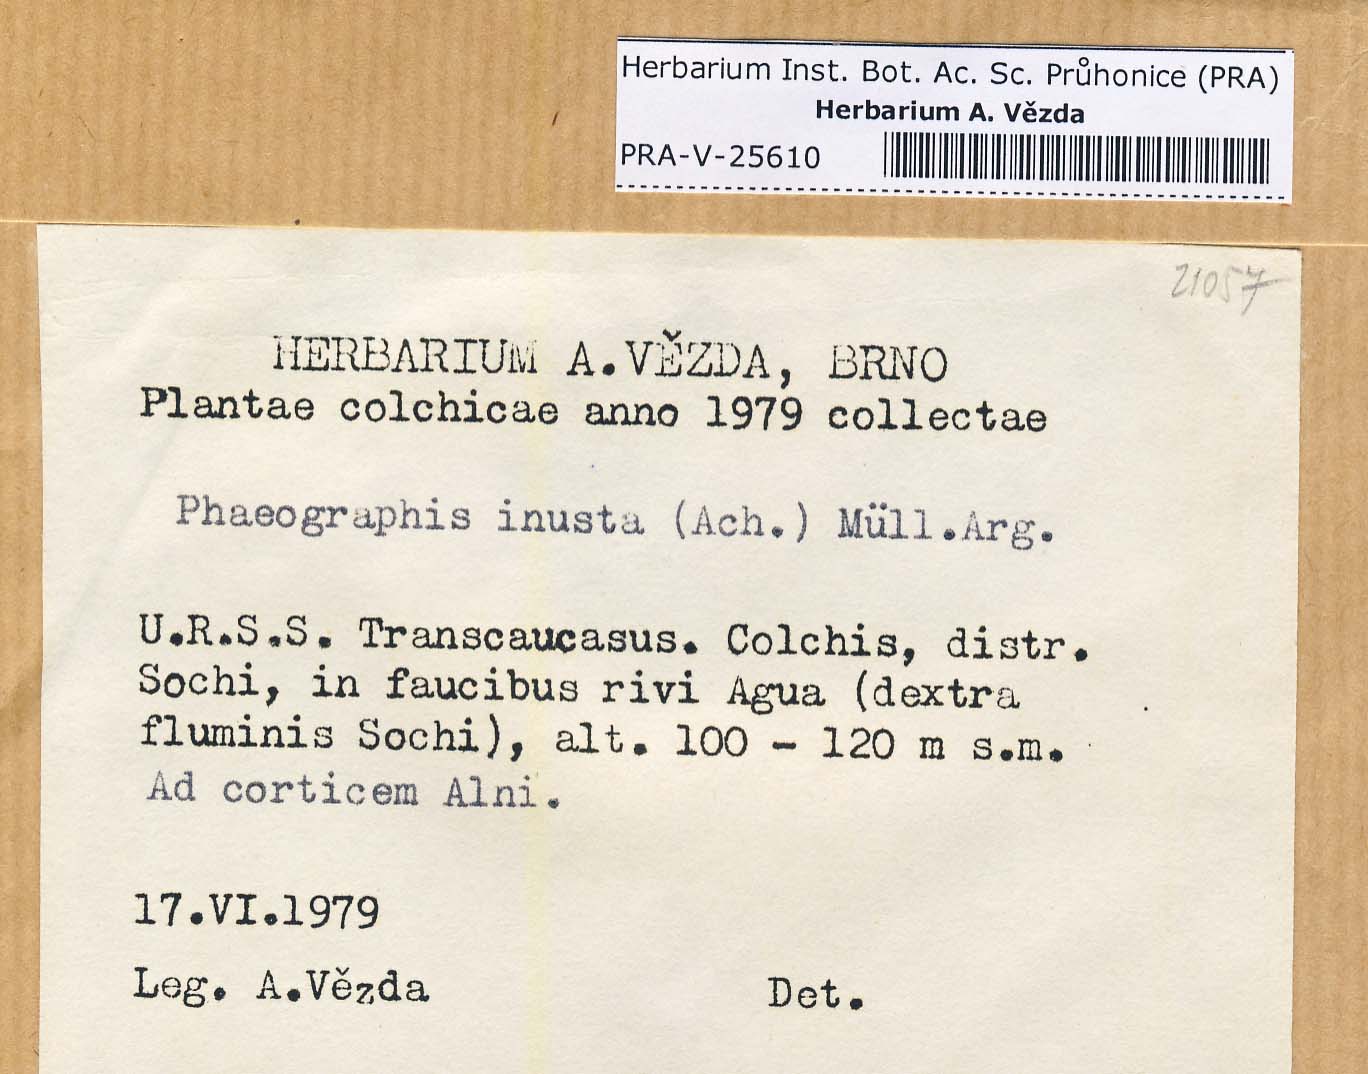 Herbarium Inst. Bot. Ac. Sc. Průhonice (PRA)
Herbarium A. Vězda
PRA-V-25610
21057
HERBARIUM A.VĚZDA, BRNO
Plantae colchicae anno 1979 collectae
Phaeographis inusta (Ach.) Müll.Arg.
U.R.S.S. Transcaucasus. Colchis, distr.
Sochi, in faucibus rivi Agua (dextra
fluminis Sochi), alt. 100 - 120 m s.m.
Ad corticem Alni.
17.VI.1979
Leg. A.Vězda Det.